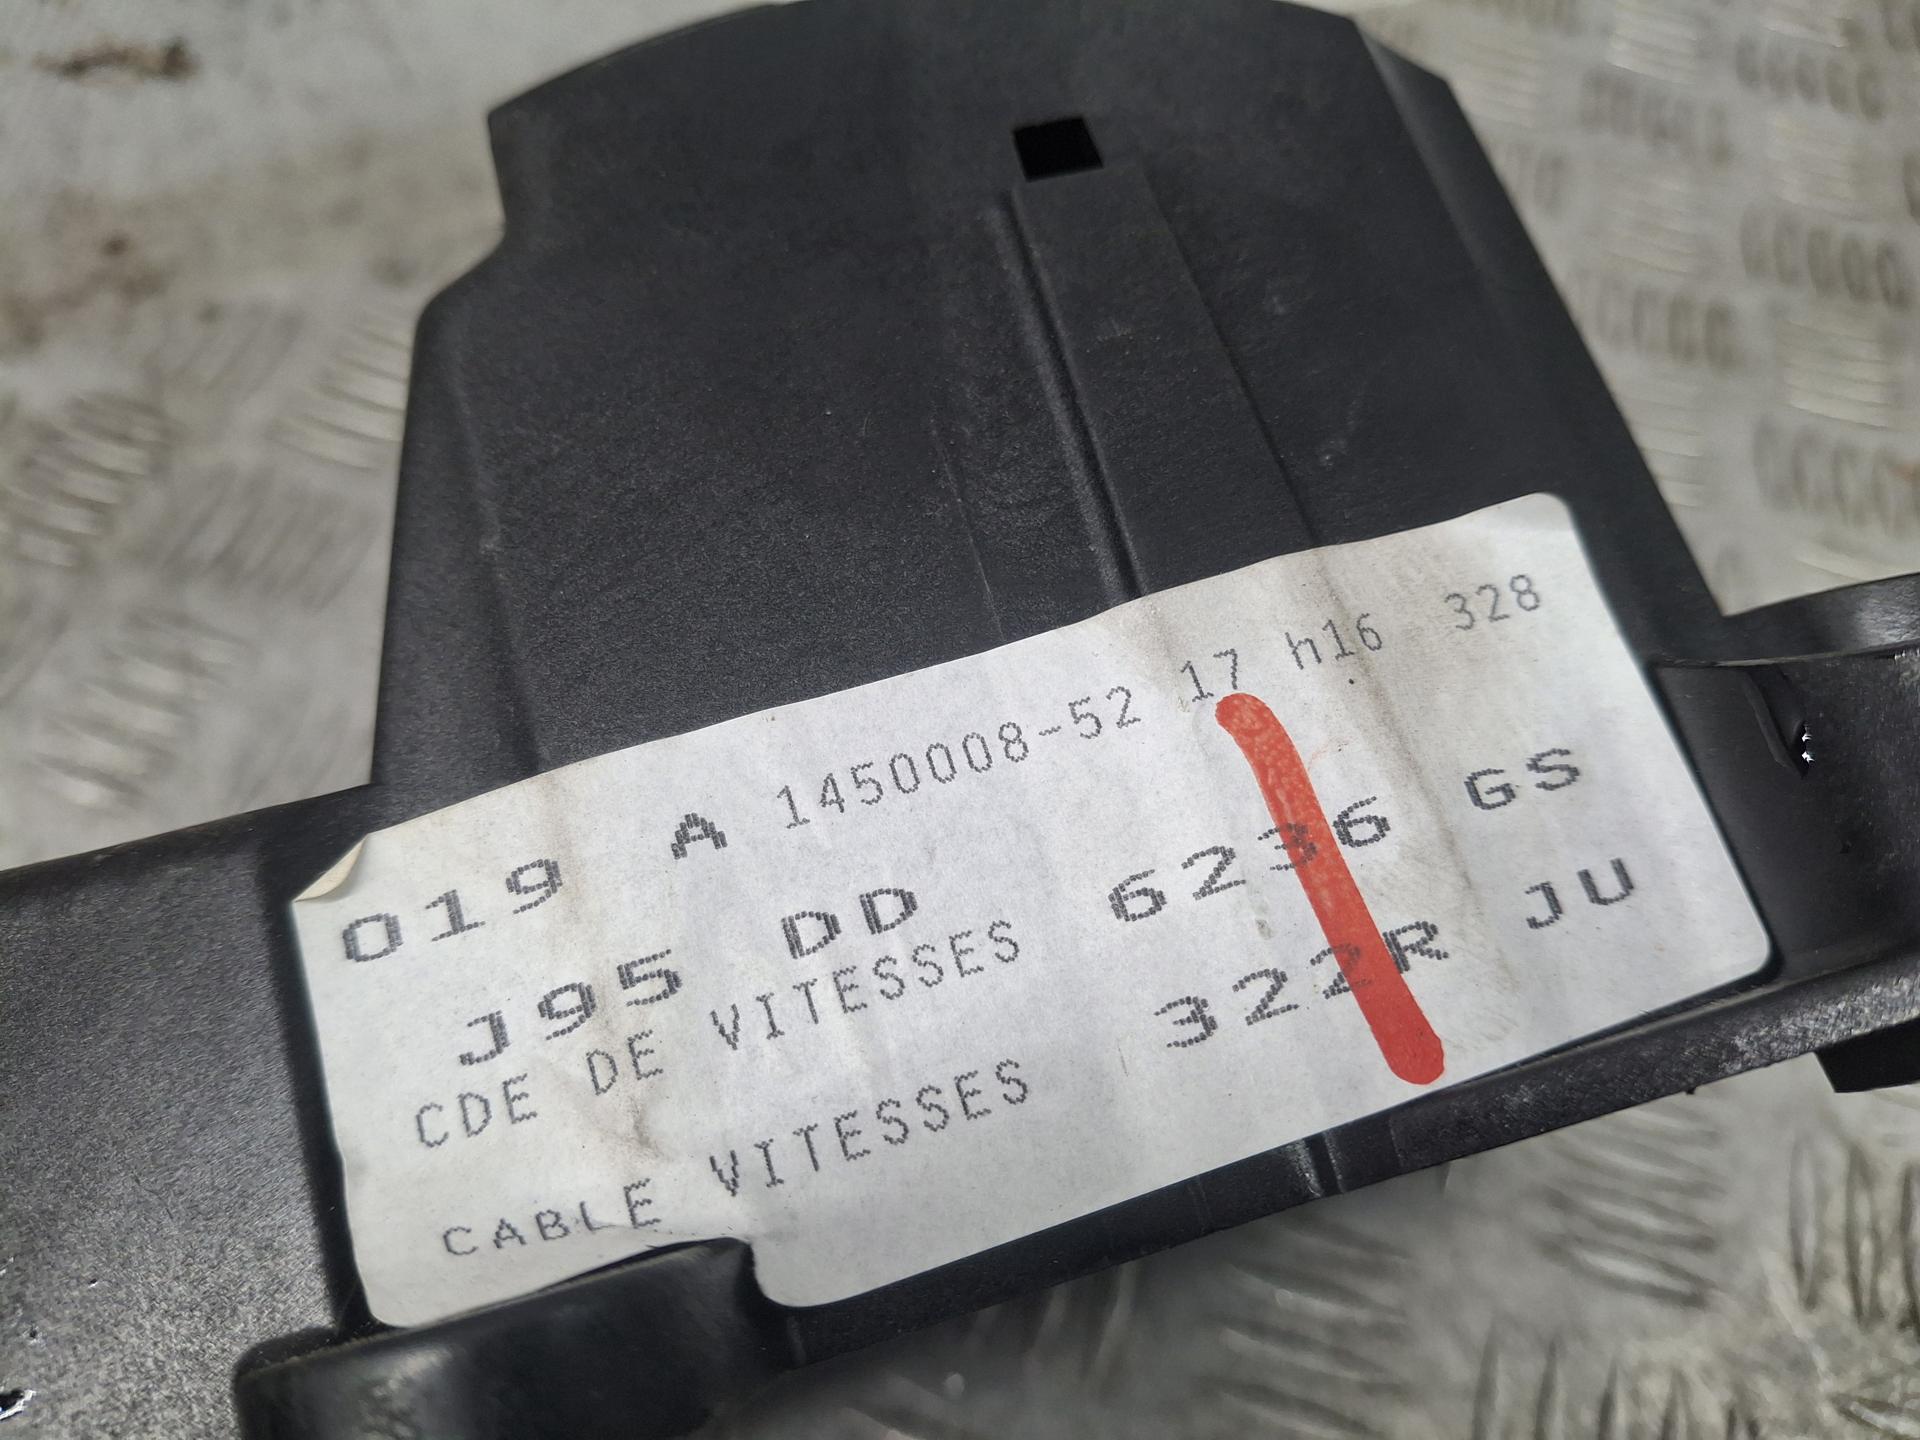 019 A 1450008-52 17 h16 328
J95 DD 6236 GS
CDE DE VITESSES 322R JU
CABLE VITESSES